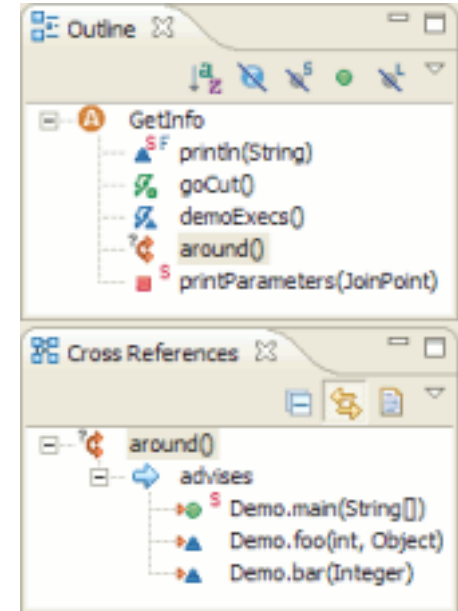 Outline
GetInfo
println(String)
goCut()
demoExecs()
around()
printParameters(JoinPoint)
Cross References
around()
advises
Demo.main(String[])
Demo.foo(int, Object)
Demo.bar(Integer)